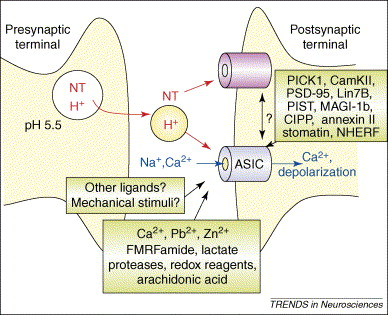 Presynaptic
terminal
Postsynaptic
terminal
NT
H⁺
pH 5.5
NT
H⁺
?
PICK1, CamKII,
PSD-95, Lin7B,
PIST, MAGI-1b,
CIPP, annexin II
stomatin, NHERF
Na⁺,Ca²⁺
ASIC
Ca²⁺,
depolarization
Other ligands?
Mechanical stimuli?
Ca²⁺, Pb²⁺, Zn²⁺
FMRFamide, lactate
proteases, redox reagents,
arachidonic acid
TRENDS in Neurosciences